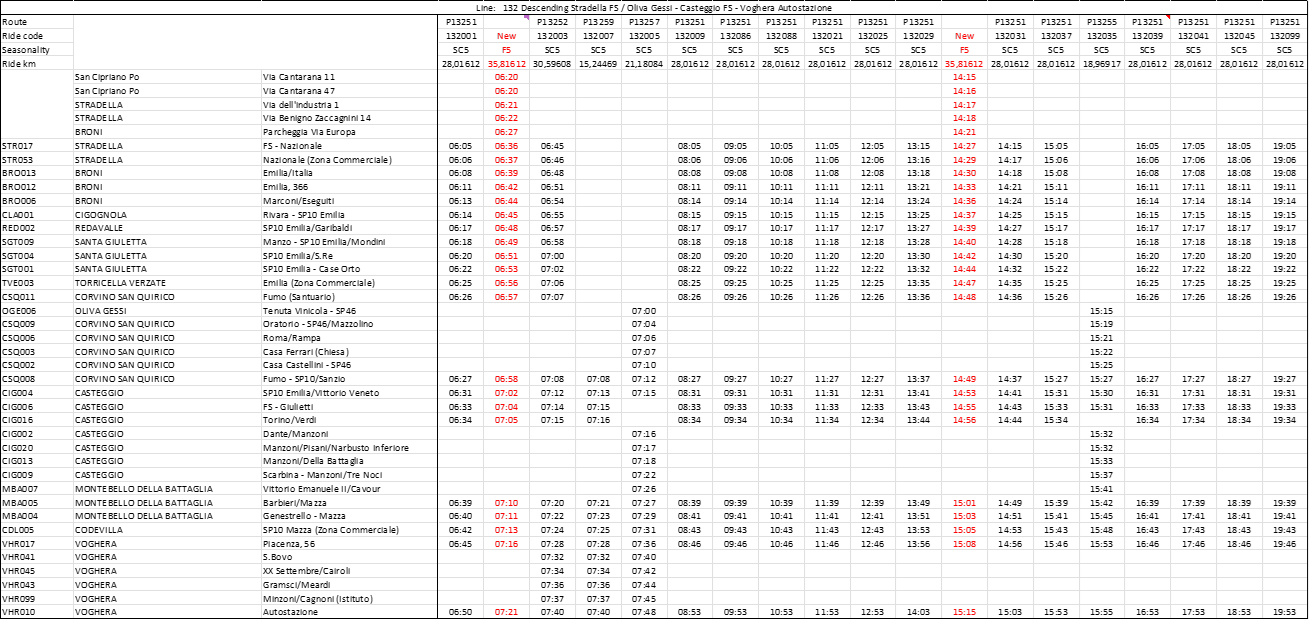 Line: 132 Descending Stradella FS / Oliva Gessi - Casteggio FS - Voghera Autostazione
Route P13251 P13252 P13259 P13257 P13251 P13251 P13251 P13251 P13251 P13251 P13251 P13251 P13255 P13251 P13251 P13251 P13251
Ride code 132001 New 132003 132007 132005 132009 132086 132088 132021 132025 132029 New 132031 132037 132035 132039 132041 132045 132099
Seasonality SC5 F5 SC5 SC5 SC5 SC5 SC5 SC5 SC5 SC5 SC5 F5 SC5 SC5 SC5 SC5 SC5 SC5 SC5
Ride km 28,01612 35,81612 30,59608 15,24469 21,18084 28,01612 28,01612 28,01612 28,01612 28,01612 28,01612 35,81612 28,01612 28,01612 18,96917 28,01612 28,01612 28,01612 28,01612
San Cipriano Po Via Cantarana 11 06:20 14:15
San Cipriano Po Via Cantarana 47 06:20 14:16
STRADELLA Via dell'Industria 1 06:21 14:17
STRADELLA Via Benigno Zaccagnini 14 06:22 14:18
BRONI Parcheggia Via Europa 06:27 14:21
STR017 STRADELLA FS - Nazionale 06:05 06:36 06:45 08:05 09:05 10:05 11:05 12:05 13:15 14:27 14:15 15:05 16:05 17:05 18:05 19:05
STR053 STRADELLA Nazionale (Zona Commerciale) 06:06 06:37 06:46 08:06 09:06 10:06 11:06 12:06 13:16 14:29 14:17 15:06 16:06 17:06 18:06 19:06
BRO013 BRONI Emilia/Italia 06:08 06:39 06:48 08:08 09:08 10:08 11:08 12:08 13:18 14:30 14:18 15:08 16:08 17:08 18:08 19:08
BRO012 BRONI Emilia, 366 06:11 06:42 06:51 08:11 09:11 10:11 11:11 12:11 13:21 14:33 14:21 15:11 16:11 17:11 18:11 19:11
BRO006 BRONI Marconi/Eseguiti 06:13 06:44 06:54 08:14 09:14 10:14 11:14 12:14 13:24 14:36 14:24 15:14 16:14 17:14 18:14 19:14
CLA001 CIGOGNOLA Rivara - SP10 Emilia 06:14 06:45 06:55 08:15 09:15 10:15 11:15 12:15 13:25 14:37 14:25 15:15 16:15 17:15 18:15 19:15
RED002 REDAVALLE SP10 Emilia/Garibaldi 06:17 06:48 06:57 08:17 09:17 10:17 11:17 12:17 13:27 14:39 14:27 15:17 16:17 17:17 18:17 19:17
SGT009 SANTA GIULETTA Manzo - SP10 Emilia/Mondini 06:18 06:49 06:58 08:18 09:18 10:18 11:18 12:18 13:28 14:40 14:28 15:18 16:18 17:18 18:18 19:18
SGT004 SANTA GIULETTA SP10 Emilia/S.Re 06:20 06:51 07:00 08:20 09:20 10:20 11:20 12:20 13:30 14:42 14:30 15:20 16:20 17:20 18:20 19:20
SGT001 SANTA GIULETTA SP10 Emilia - Case Orto 06:22 06:53 07:02 08:22 09:22 10:22 11:22 12:22 13:32 14:44 14:32 15:22 16:22 17:22 18:22 19:22
TVE003 TORRICELLA VERZATE Emilia (Zona Commerciale) 06:25 06:56 07:06 08:25 09:25 10:25 11:25 12:25 13:35 14:47 14:35 15:25 16:25 17:25 18:25 19:25
CSQ011 CORVINO SAN QUIRICO Fumo (Santuario) 06:26 06:57 07:07 08:26 09:26 10:26 11:26 12:26 13:36 14:48 14:36 15:26 16:26 17:26 18:26 19:26
OGE006 OLIVA GESSI Tenuta Vinicola - SP46 07:00 15:15
CSQ009 CORVINO SAN QUIRICO Oratorio - SP46/Mazzolino 07:04 15:19
CSQ006 CORVINO SAN QUIRICO Roma/Rampa 07:06 15:21
CSQ003 CORVINO SAN QUIRICO Casa Ferrari (Chiesa) 07:07 15:22
CSQ002 CORVINO SAN QUIRICO Casa Castellini - SP46 07:10 15:25
CSQ008 CORVINO SAN QUIRICO Fumo - SP10/Sanzio 06:27 06:58 07:08 07:08 07:12 08:27 09:27 10:27 11:27 12:27 13:37 14:49 14:37 15:27 15:27 16:27 17:27 18:27 19:27
CIG004 CASTEGGIO SP10 Emilia/Vittorio Veneto 06:31 07:02 07:12 07:13 07:15 08:31 09:31 10:31 11:31 12:31 13:41 14:53 14:41 15:31 15:30 16:31 17:31 18:31 19:31
CIG006 CASTEGGIO FS - Giulietti 06:33 07:04 07:14 07:15 08:33 09:33 10:33 11:33 12:33 13:43 14:55 14:43 15:33 15:31 16:33 17:33 18:33 19:33
CIG016 CASTEGGIO Torino/Verdi 06:34 07:05 07:15 07:16 08:34 09:34 10:34 11:34 12:34 13:44 14:56 14:44 15:34 16:34 17:34 18:34 19:34
CIG002 CASTEGGIO Dante/Manzoni 07:16 15:32
CIG020 CASTEGGIO Manzoni/Pisani/Narbusto Inferiore 07:17 15:32
CIG013 CASTEGGIO Manzoni/Della Battaglia 07:18 15:33
CIG009 CASTEGGIO Scarbina - Manzoni/Tre Noci 07:22 15:37
MBA007 MONTEBELLO DELLA BATTAGLIA Vittorio Emanuele II/Cavour 07:26 15:41
MBA005 MONTEBELLO DELLA BATTAGLIA Barbieri/Mazza 06:39 07:10 07:20 07:21 07:27 08:39 09:39 10:39 11:39 12:39 13:49 15:01 14:49 15:39 15:42 16:39 17:39 18:39 19:39
MBA004 MONTEBELLO DELLA BATTAGLIA Genestrello - Mazza 06:40 07:11 07:22 07:23 07:29 08:41 09:41 10:41 11:41 12:41 13:51 15:03 14:51 15:41 15:45 16:41 17:41 18:41 19:41
CDL005 CODEVILLA SP10 Mazza (Zona Commerciale) 06:42 07:13 07:24 07:25 07:31 08:43 09:43 10:43 11:43 12:43 13:53 15:05 14:53 15:43 15:48 16:43 17:43 18:43 19:43
VHR017 VOGHERA Piacenza, 56 06:45 07:16 07:28 07:28 07:36 08:46 09:46 10:46 11:46 12:46 13:56 15:08 14:56 15:46 15:53 16:46 17:46 18:46 19:46
VHR041 VOGHERA S.Bovo 07:32 07:32 07:40
VHR045 VOGHERA XX Settembre/Cairoli 07:34 07:34 07:42
VHR043 VOGHERA Gramsci/Meardi 07:36 07:36 07:44
VHR099 VOGHERA Minzoni/Cagnoni (Istituto) 07:37 07:37 07:45
VHR010 VOGHERA Autostazione 06:50 07:21 07:40 07:40 07:48 08:53 09:53 10:53 11:53 12:53 14:03 15:15 15:03 15:53 15:55 16:53 17:53 18:53 19:53